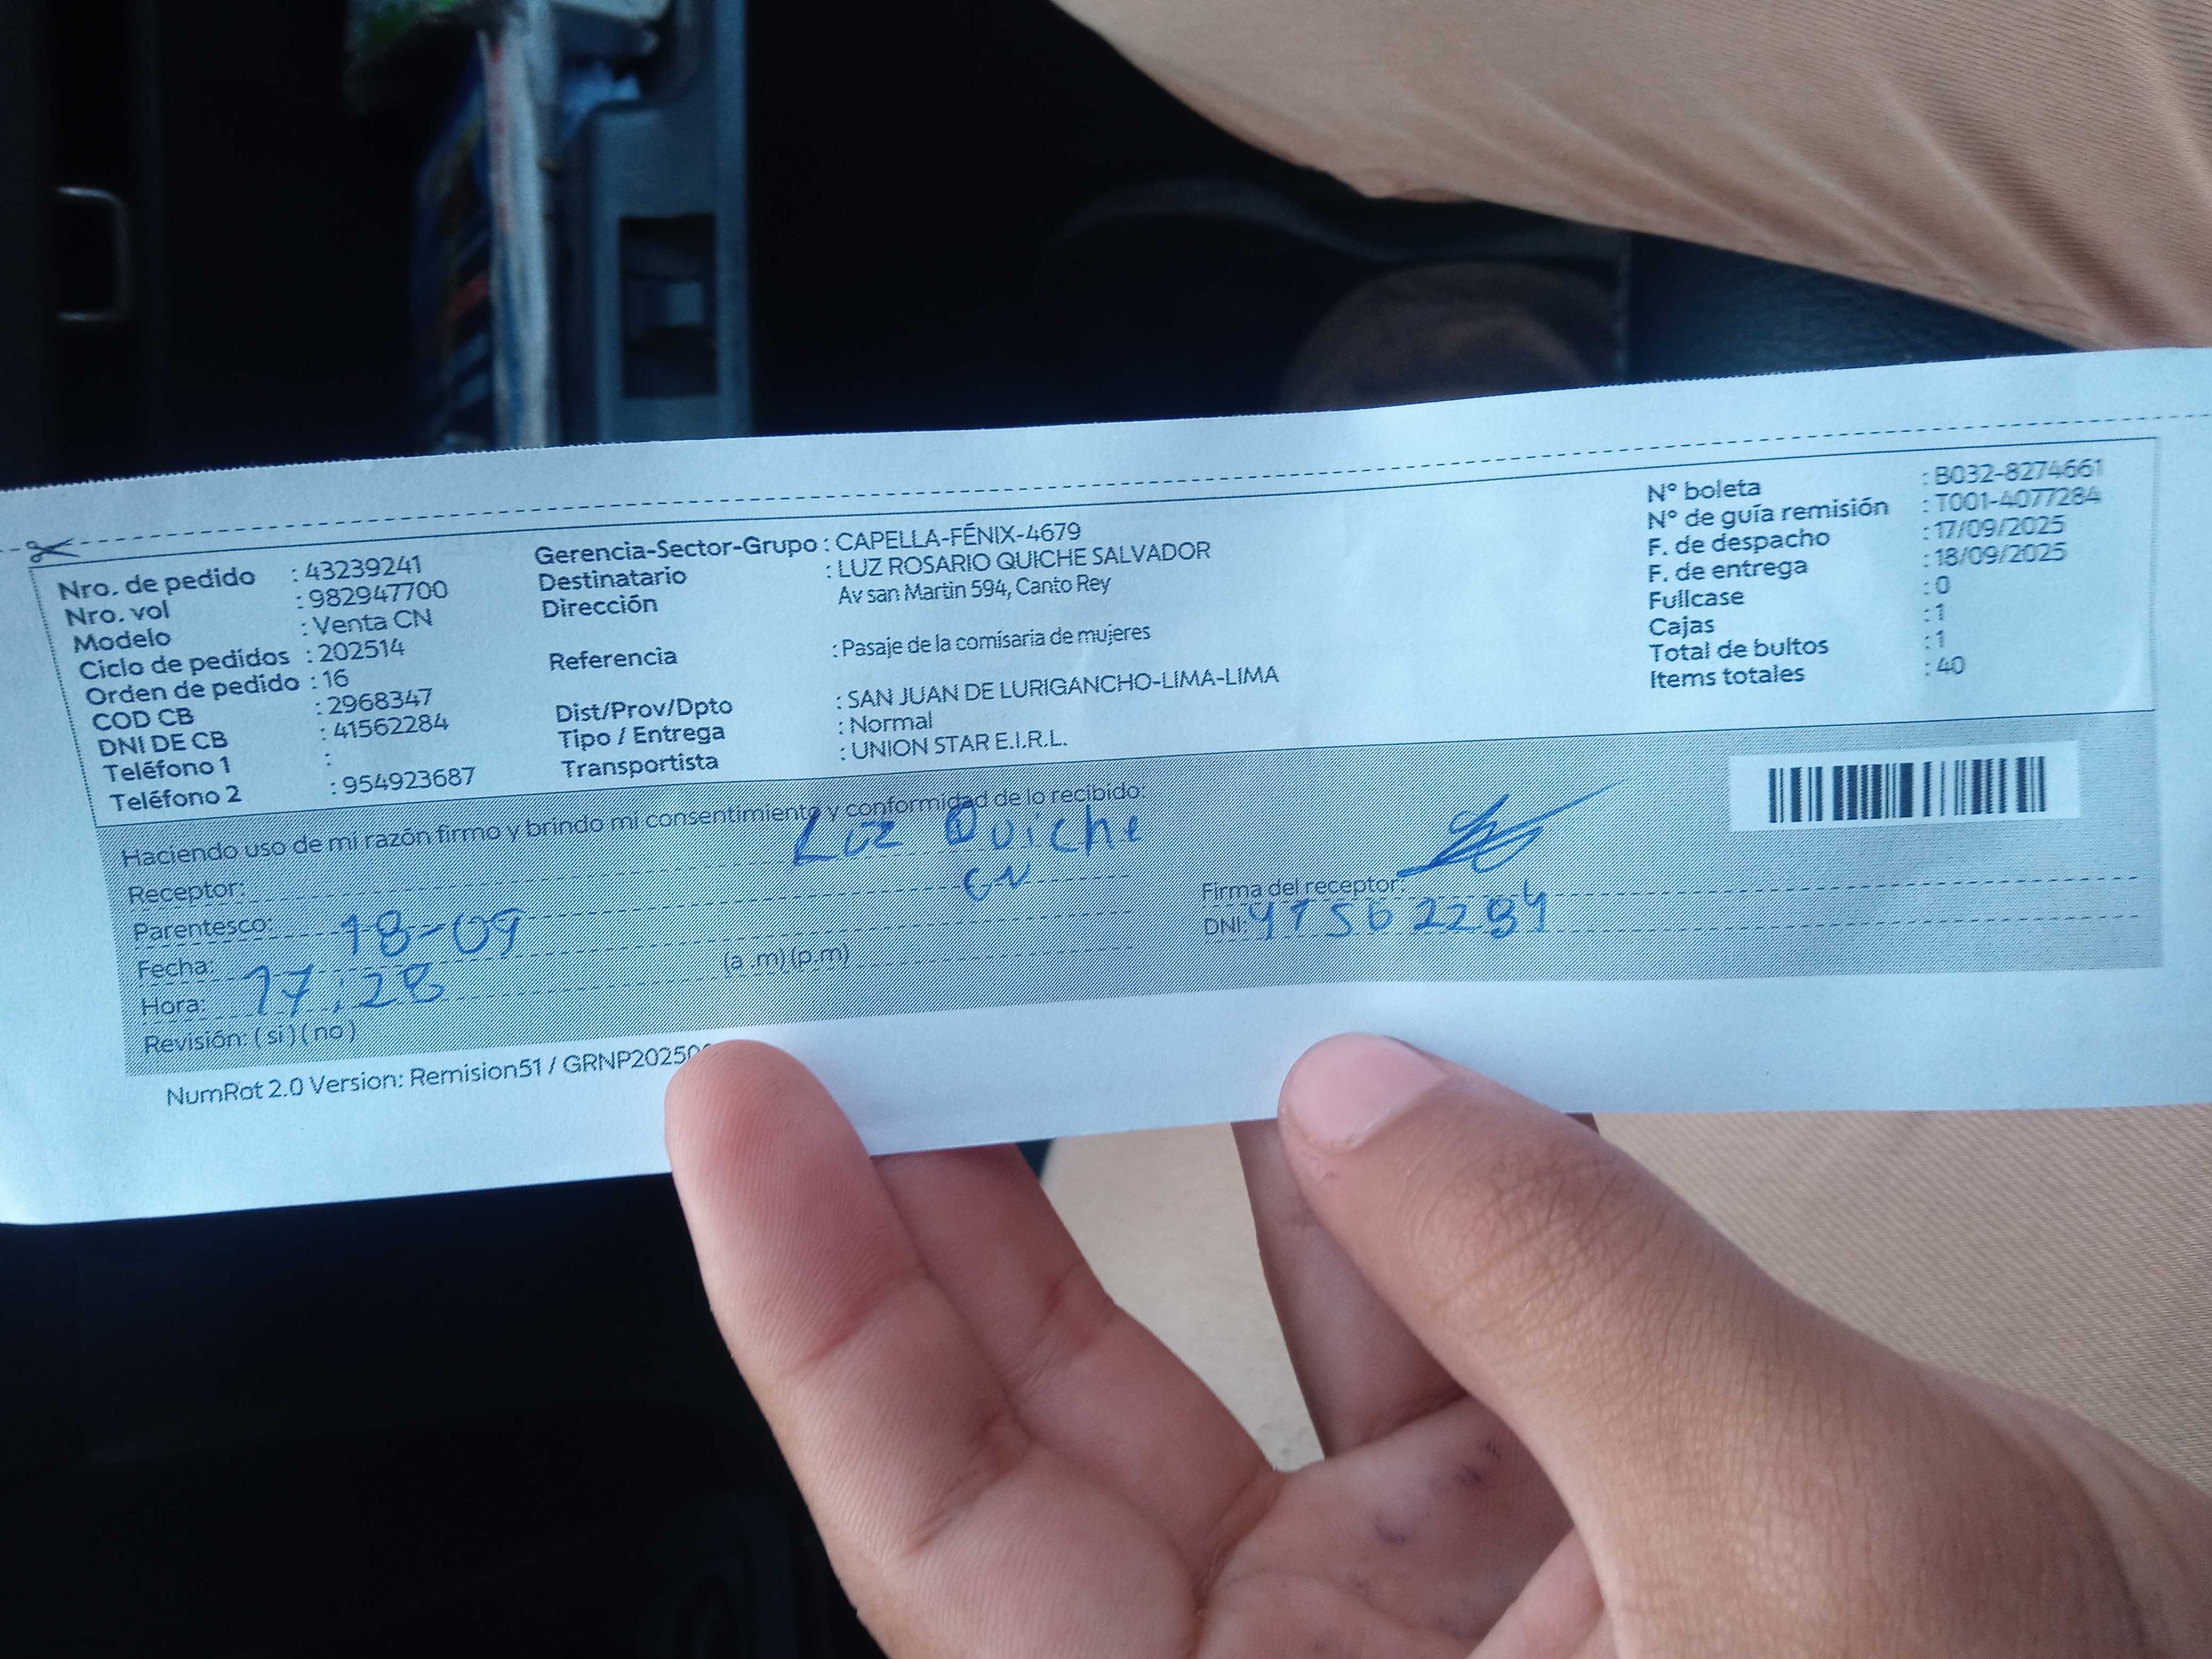 Nro. de pedido : 43239241
Nro. vol : 982947700
Modelo : Venta CN
Ciclo de pedidos : 202514
Orden de pedido : 16
COD CB : 2968347
DNI DE CB : 41562284
Teléfono 1 :
Teléfono 2 : 954923687
Gerencia-Sector-Grupo : CAPELLA-FÉNIX-4679
Destinatario : LUZ ROSARIO QUICHE SALVADOR
Dirección Av san Martin 594, Canto Rey
Referencia : Pasaje de la comisaria de mujeres
Dist/Prov/Dpto : SAN JUAN DE LURIGANCHO-LIMA-LIMA
Tipo / Entrega : Normal
Transportista : UNION STAR E.I.R.L.
N° boleta : B032-8274661
N° de guía remisión : T001-4077284
F. de despacho : 17/09/2025
F. de entrega : 18/09/2025
Fullcase : 0
Cajas : 1
Total de bultos : 1
Items totales : 40
Haciendo uso de mi razón firmo y brindo mi consentimiento y conformidad de lo recibido:
Receptor: Luz Quiche
Parentesco: CN
Fecha: 18-09
Hora: 17:28 (a .m) (p.m)
Revisión: ( si ) ( no )
Firma del receptor:
DNI: 41562284
NumRot 2.0 Version: Remision51 / GRNP20250